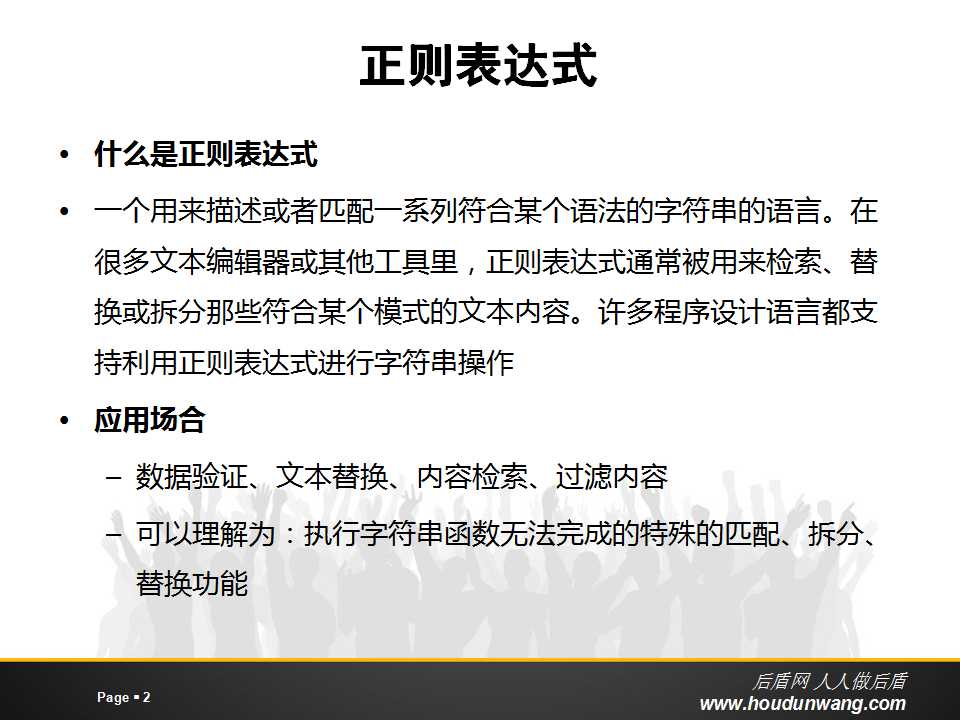 正则表达式
• 什么是正则表达式
• 一个用来描述或者匹配一系列符合某个语法的字符串的语言。在
很多文本编辑器或其他工具里，正则表达式通常被用来检索、替
换或拆分那些符合某个模式的文本内容。许多程序设计语言都支
持利用正则表达式进行字符串操作
• 应用场合
– 数据验证、文本替换、内容检索、过滤内容
– 可以理解为：执行字符串函数无法完成的特殊的匹配、拆分、
替换功能
Page ▪ 2
后盾网 人人做后盾
www.houdunwang.com